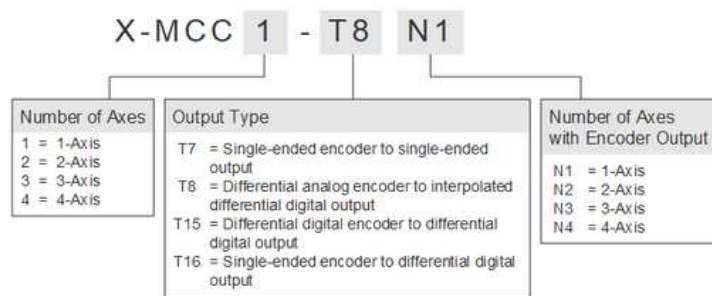 X-MCC 1 - T8 N1
Number of Axes
1 = 1-Axis
2 = 2-Axis
3 = 3-Axis
4 = 4-Axis
Output Type
T7 = Single-ended encoder to single-ended
output
T8 = Differential analog encoder to interpolated
differential digital output
T15 = Differential digital encoder to differential
digital output
T16 = Single-ended encoder to differential digital
output
Number of Axes
with Encoder Output
N1 = 1-Axis
N2 = 2-Axis
N3 = 3-Axis
N4 = 4-Axis